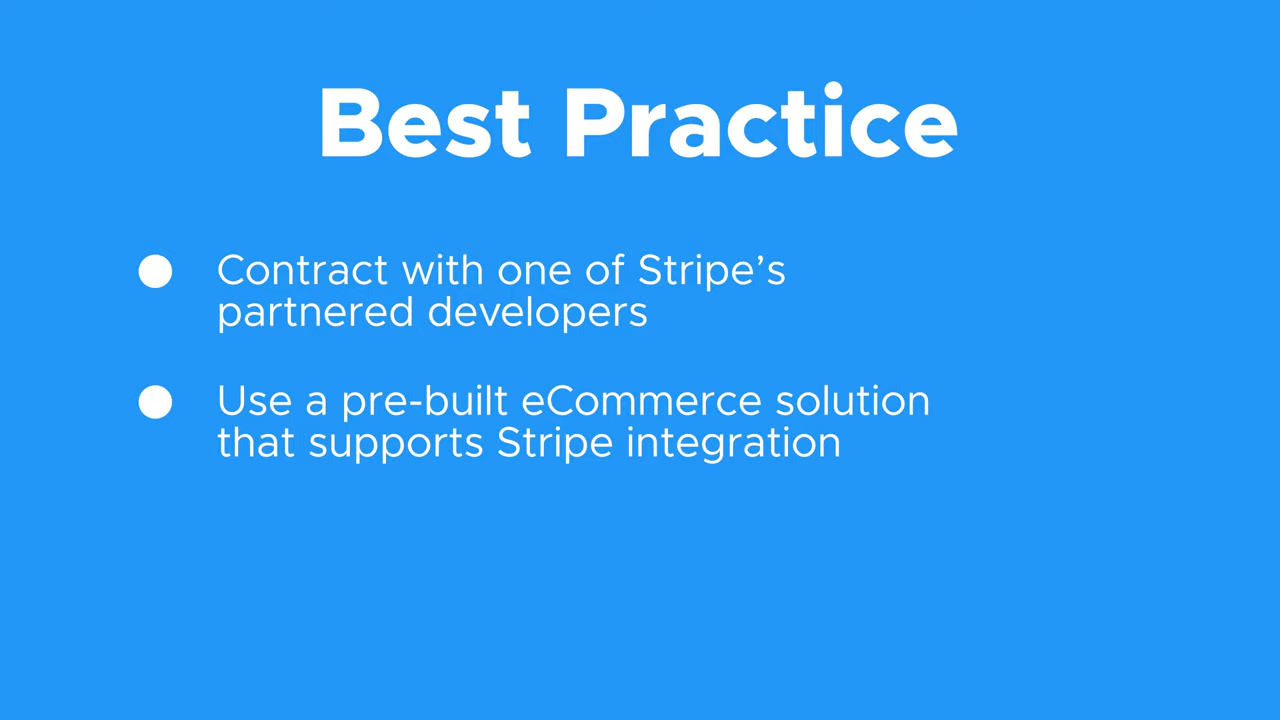 Best Practice
Contract with one of Stripe’s
partnered developers
Use a pre-built eCommerce solution
that supports Stripe integration